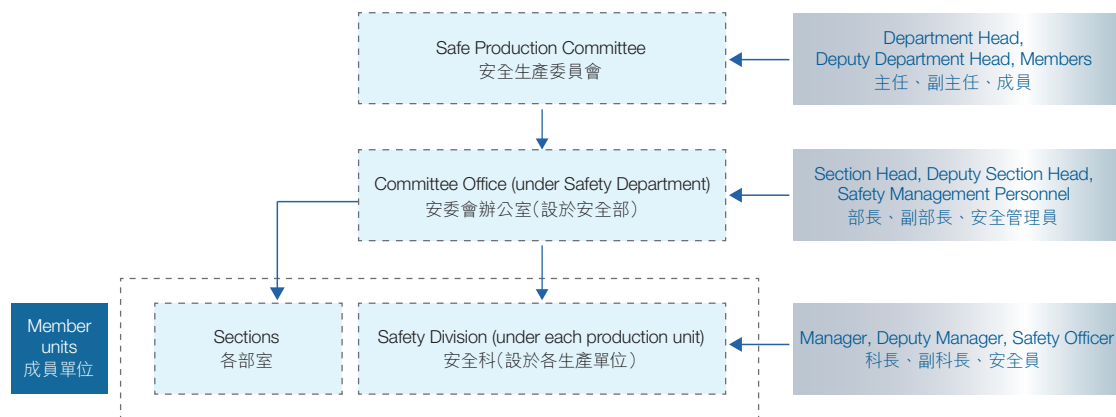 Safe Production Committee
安全生產委員會
Department Head,
Deputy Department Head, Members
主任、副主任、成員
Committee Office (under Safety Department)
安委會辦公室(設於安全部)
Section Head, Deputy Section Head,
Safety Management Personnel
部長、副部長、安全管理員
Member
units
成員單位
Sections
各部室
Safety Division (under each production unit)
安全科(設於各生產單位)
Manager, Deputy Manager, Safety Officer
科長、副科長、安全員